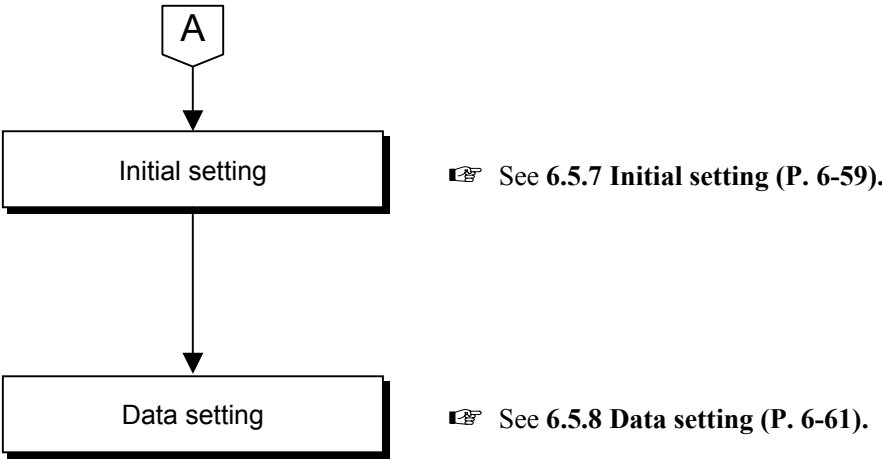 A
Initial setting
☞ See 6.5.7 Initial setting (P. 6-59).
Data setting
☞ See 6.5.8 Data setting (P. 6-61).